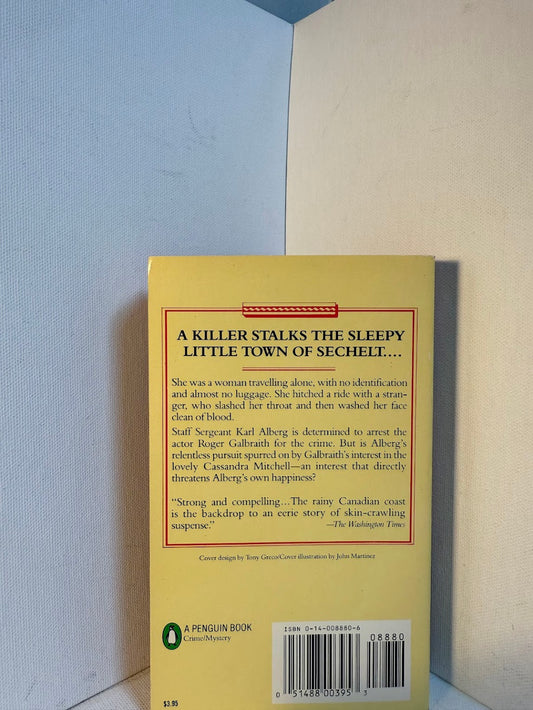 A KILLER STALKS THE SLEEPY
LITTLE TOWN OF SECHELT....
She was a woman travelling alone, with no identification
and almost no luggage. She hitched a ride with a stran-
ger, who slashed her throat and then washed her face
clean of blood.
Staff Sergeant Karl Alberg is determined to arrest the
actor Roger Galbraith for the crime. But is Alberg's
relentless pursuit spurred on by Galbraith's interest in the
lovely Cassandra Mitchell—an interest that directly
threatens Alberg's own happiness?
"Strong and compelling...The rainy Canadian coast
is the backdrop to an eerie story of skin-crawling
suspense." —The Washington Times
Cover design by Tony Greco/Cover illustration by John Martinez
A PENGUIN BOOK
Crime/Mystery
ISBN 0-14-008880-6
08880
0 51488 00395 3
$3.95